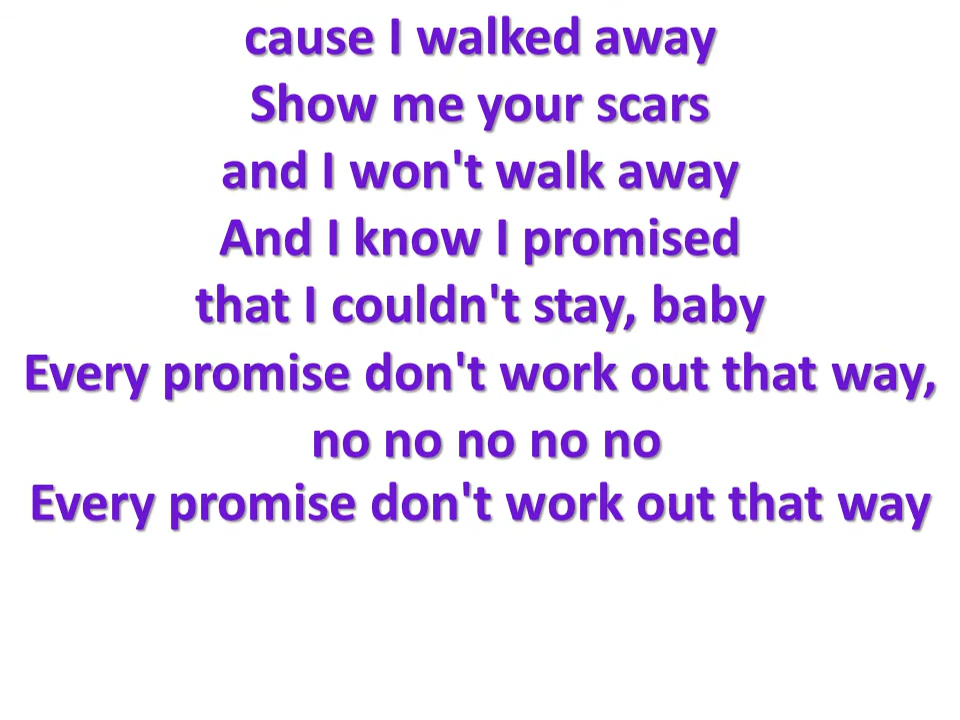 cause I walked away
Show me your scars
and I won't walk away
And I know I promised
that I couldn't stay, baby
Every promise don't work out that way,
no no no no no
Every promise don't work out that way